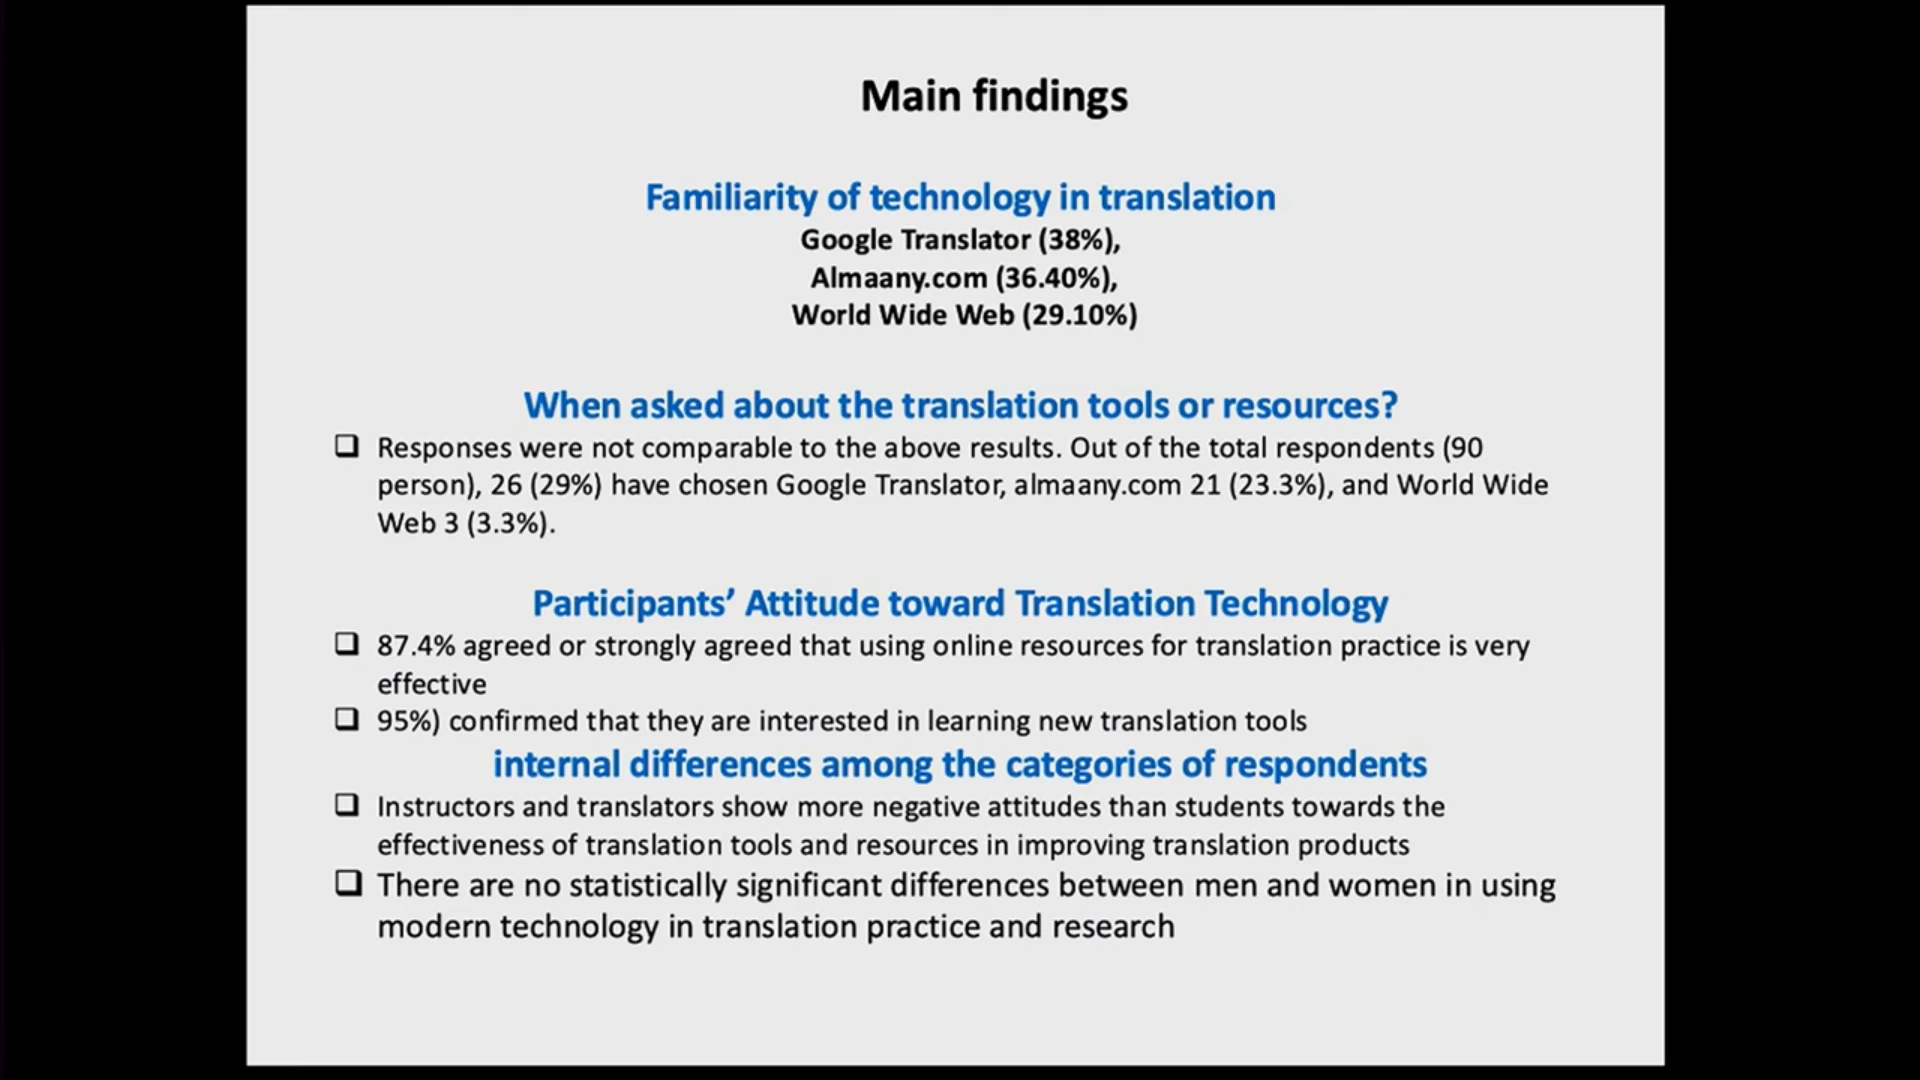 Main findings
Familiarity of technology in translation
Google Translator (38%),
Almaany.com (36.40%),
World Wide Web (29.10%)
When asked about the translation tools or resources?
❑ Responses were not comparable to the above results. Out of the total respondents (90
person), 26 (29%) have chosen Google Translator, almaany.com 21 (23.3%), and World Wide
Web 3 (3.3%).
Participants’ Attitude toward Translation Technology
❑ 87.4% agreed or strongly agreed that using online resources for translation practice is very
effective
❑ 95%) confirmed that they are interested in learning new translation tools
internal differences among the categories of respondents
❑ Instructors and translators show more negative attitudes than students towards the
effectiveness of translation tools and resources in improving translation products
❑ There are no statistically significant differences between men and women in using
modern technology in translation practice and research